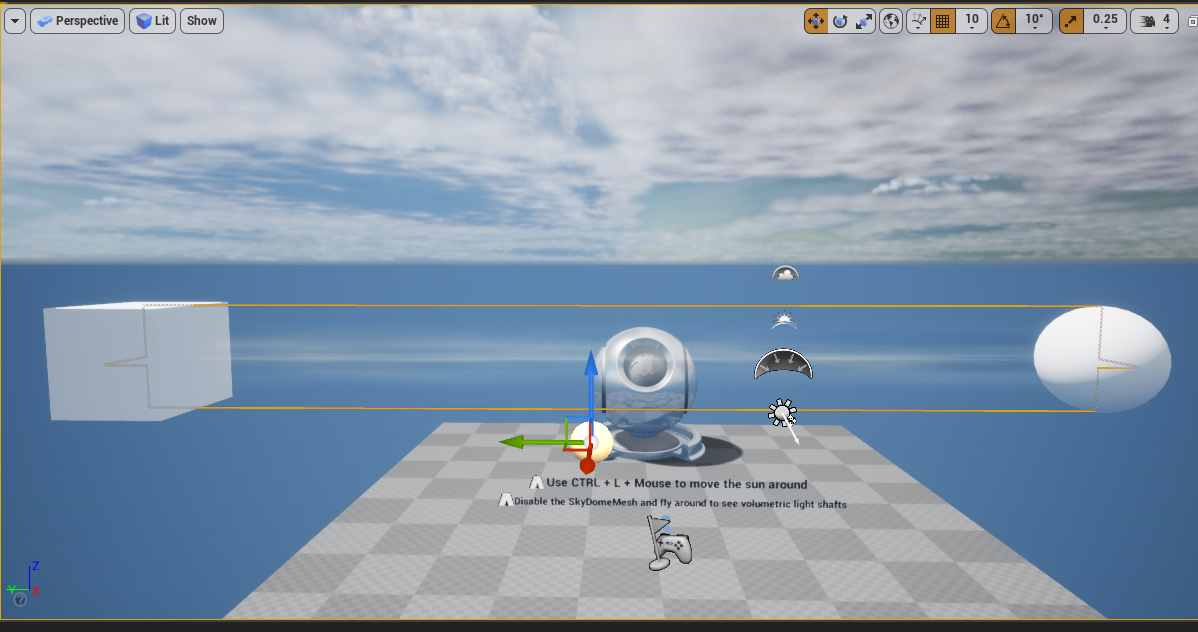 Perspective Lit Show 10 10° 0.25 4
Use CTRL + L + Mouse to move the sun around
Disable the SkyDomeMesh and fly around to see volumetric light shafts
Z
Y X
?